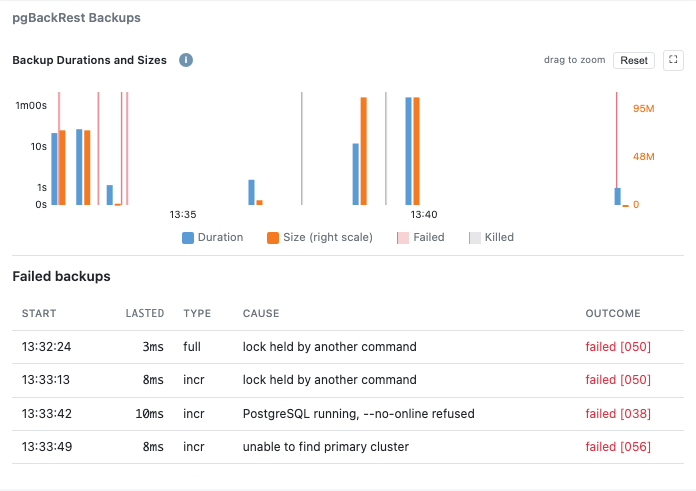 pgBackRest Backups
Backup Durations and Sizes i drag to zoom Reset
1m00s
10s
1s
0s
95M
48M
0
13:35 13:40
Duration Size (right scale) Failed Killed
Failed backups
START LASTED TYPE CAUSE OUTCOME
13:32:24 3ms full lock held by another command failed [050]
13:33:13 8ms incr lock held by another command failed [050]
13:33:42 10ms incr PostgreSQL running, --no-online refused failed [038]
13:33:49 8ms incr unable to find primary cluster failed [056]